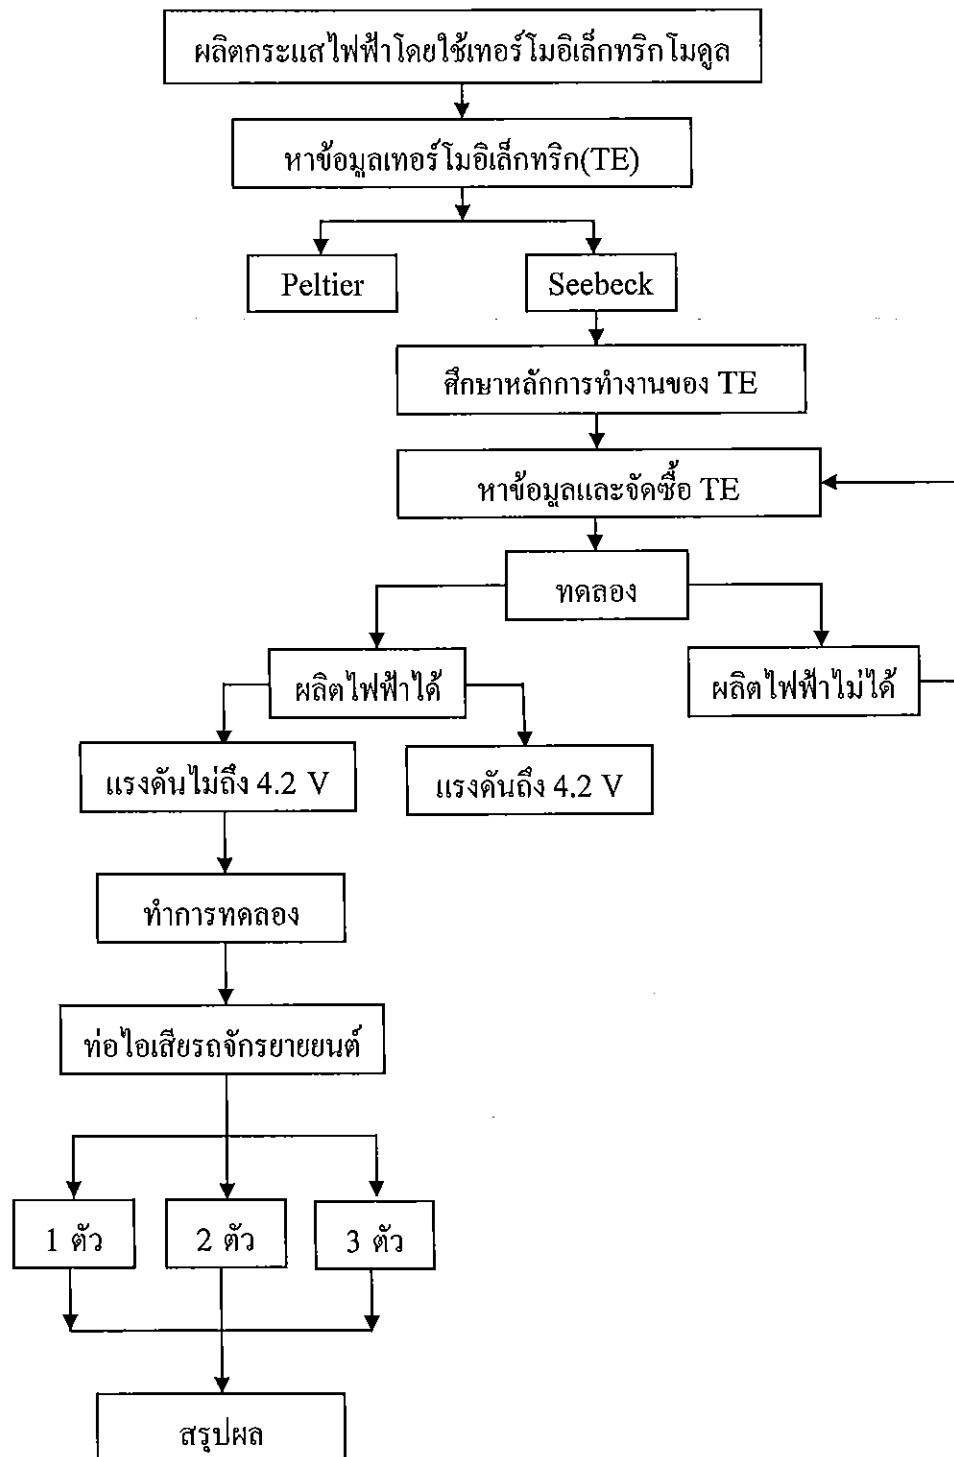 ผลิตกระแสไฟฟ้าโดยใช้เทอร์โมอิเล็กทริกโมดูล
หาข้อมูลเทอร์โมอิเล็กทริก(TE)
Peltier
Seebeck
ศึกษาหลักการทำงานของ TE
หาข้อมูลและจัดซื้อ TE
ทดลอง
ผลิตไฟฟ้าได้
ผลิตไฟฟ้าไม่ได้
แรงดันไม่ถึง 4.2 V
แรงดันถึง 4.2 V
ทำการทดลอง
ท่อไอเสียรถจักรยายยนต์
1 ตัว
2 ตัว
3 ตัว
สรุปผล